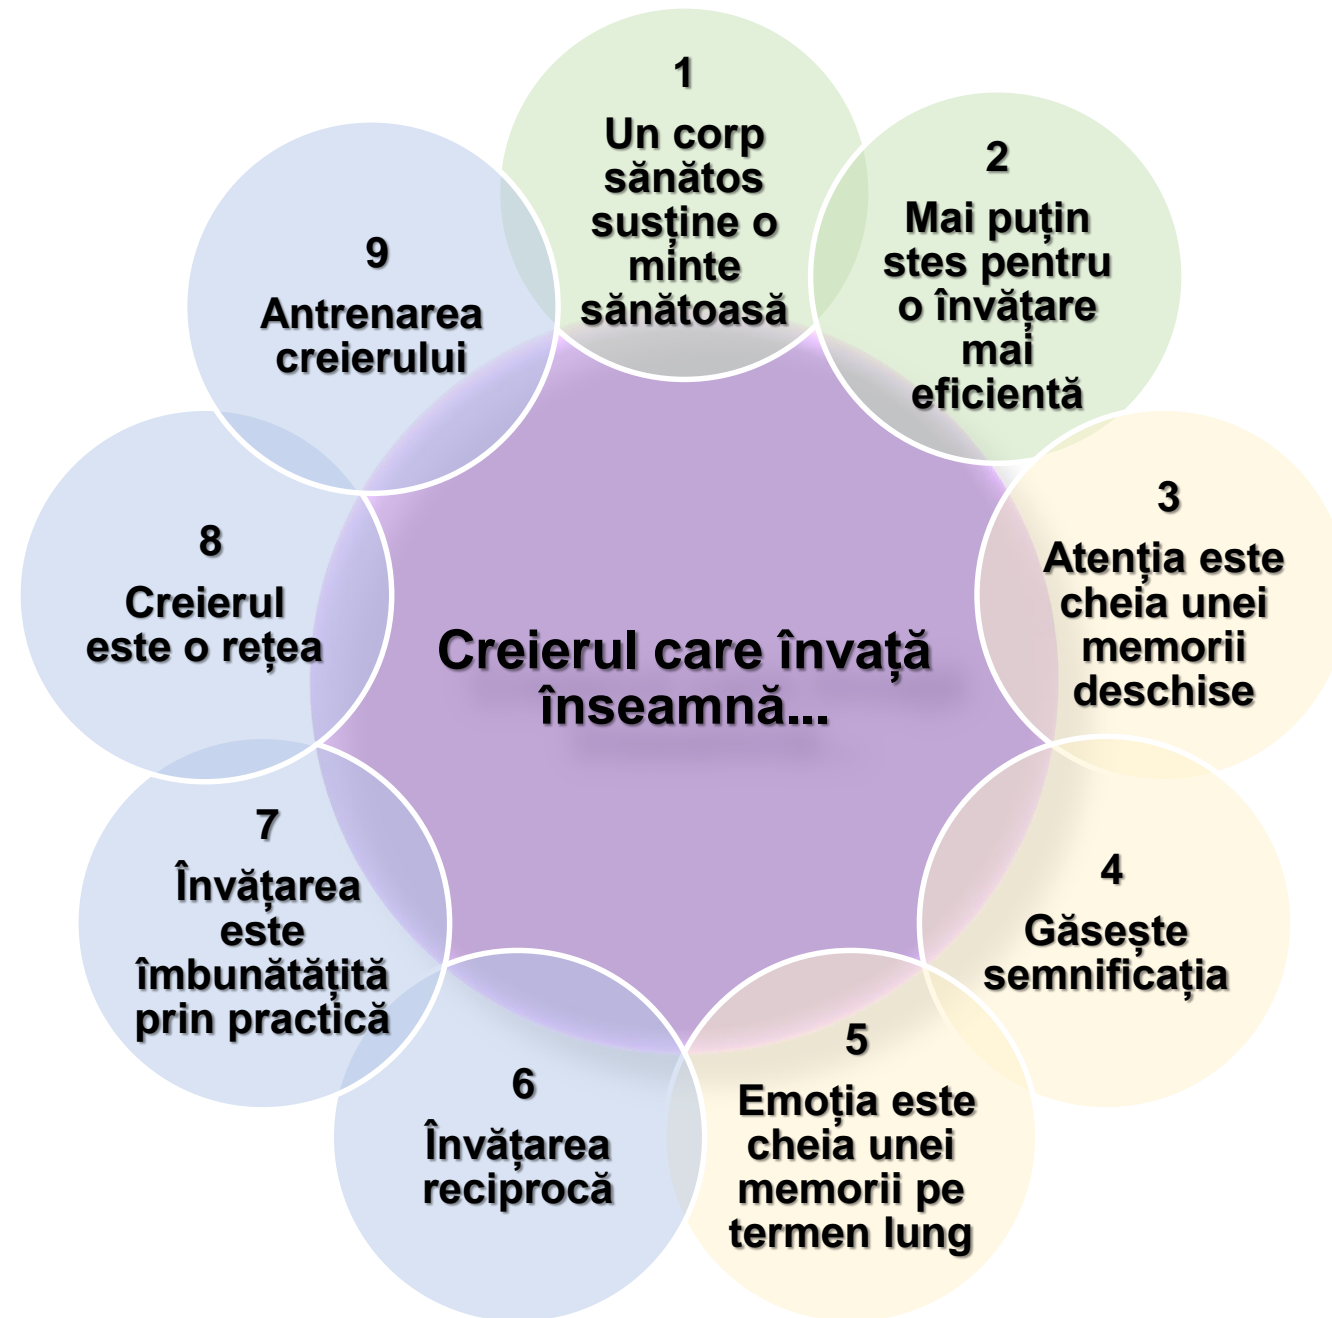 1
Un corp
sănătos
susține o
minte
sănătoasă
2
Mai puțin
stes pentru
o învățare
mai
eficientă
3
Atenția este
cheia unei
memorii
deschise
4
Găsește
semnificația
5
Emoția este
cheia unei
memorii pe
termen lung
6
Învățarea
reciprocă
7
Învățarea
este
îmbunătățită
prin practică
8
Creierul
este o rețea
9
Antrenarea
creierului
Creierul care învață
înseamnă...